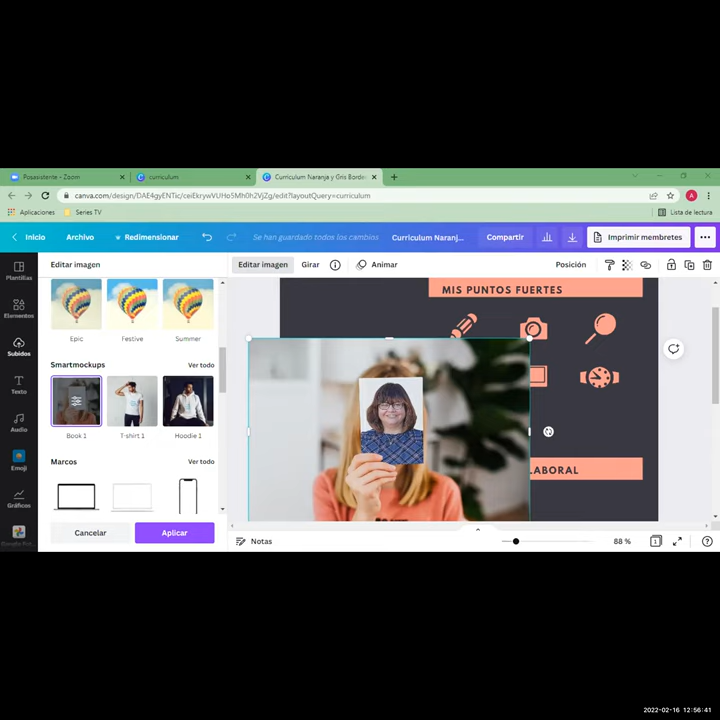 Posasistente - Zoom
curriculum
Curriculum Naranja y Gris Borde
canva.com/design/DAE4gyENTic/ceiEkrywVUHo5Mh0h2VjZg/edit?layoutQuery=curriculum
Aplicaciones
Series TV
Lista de lectura
Inicio
Archivo
Redimensionar
Se han guardado todos los cambios
Curriculum Naranj...
Compartir
Imprimir membretes
Plantillas
Elementos
Subidos
Texto
Audio
Emoji
Gráficos
Editar imagen
Editar imagen
Girar
Animar
Posición
Epic
Festive
Summer
Smartmockups
Ver todo
Book 1
T-shirt 1
Hoodie 1
Marcos
Ver todo
Cancelar
Aplicar
MIS PUNTOS FUERTES
LABORAL
Notas
88 %
1
2022-02-16 12:56:41